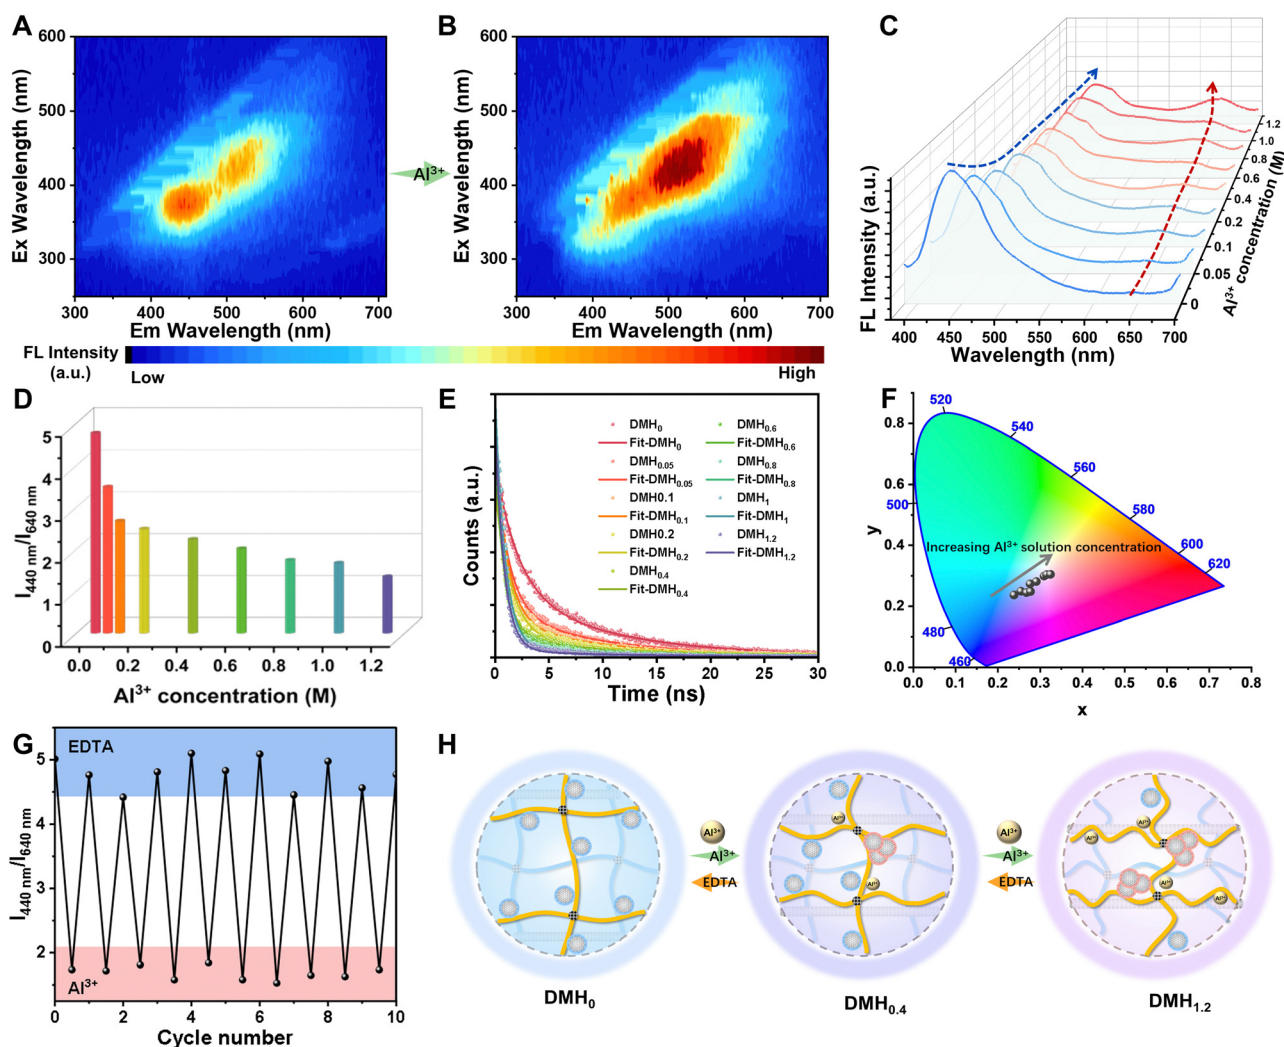 A
Ex Wavelength (nm)
600
500
400
300
300 400 500 600 700
Em Wavelength (nm)
Al³⁺
B
Ex Wavelength (nm)
600
500
400
300
300 400 500 600 700
Em Wavelength (nm)
FL Intensity
(a.u.)
Low
High
C
FL Intensity (a.u.)
400 450 500 550 600 650 700
Wavelength (nm)
1.2
1.0
0.8
0.6
0.2
0.1
0.05
0
Al³⁺ concentration (M)
D
I440 nm/I640 nm
5
4
3
2
1
0
0.0 0.2 0.4 0.6 0.8 1.0 1.2
Al³⁺ concentration (M)
E
Counts (a.u.)
DMH0
Fit-DMH0
DMH0.05
Fit-DMH0.05
DMH0.1
Fit-DMH0.1
DMH0.2
Fit-DMH0.2
DMH0.4
Fit-DMH0.4
DMH0.6
Fit-DMH0.6
DMH0.8
Fit-DMH0.8
DMH1
Fit-DMH1
DMH1.2
Fit-DMH1.2
0 5 10 15 20 25 30
Time (ns)
F
y
0.8
0.6
0.4
0.2
0.0
520
540
560
580
600
620
500
480
460
Increasing Al³⁺ solution concentration
0.0 0.1 0.2 0.3 0.4 0.5 0.6 0.7 0.8
x
G
EDTA
I440 nm/I640 nm
5
4
3
2
Al³⁺
0 2 4 6 8 10
Cycle number
H
Al³⁺
Al³⁺
EDTA
Al³⁺
Al³⁺
Al³⁺
Al³⁺
EDTA
Al³⁺
Al³⁺
Al³⁺
Al³⁺
DMH0
DMH0.4
DMH1.2